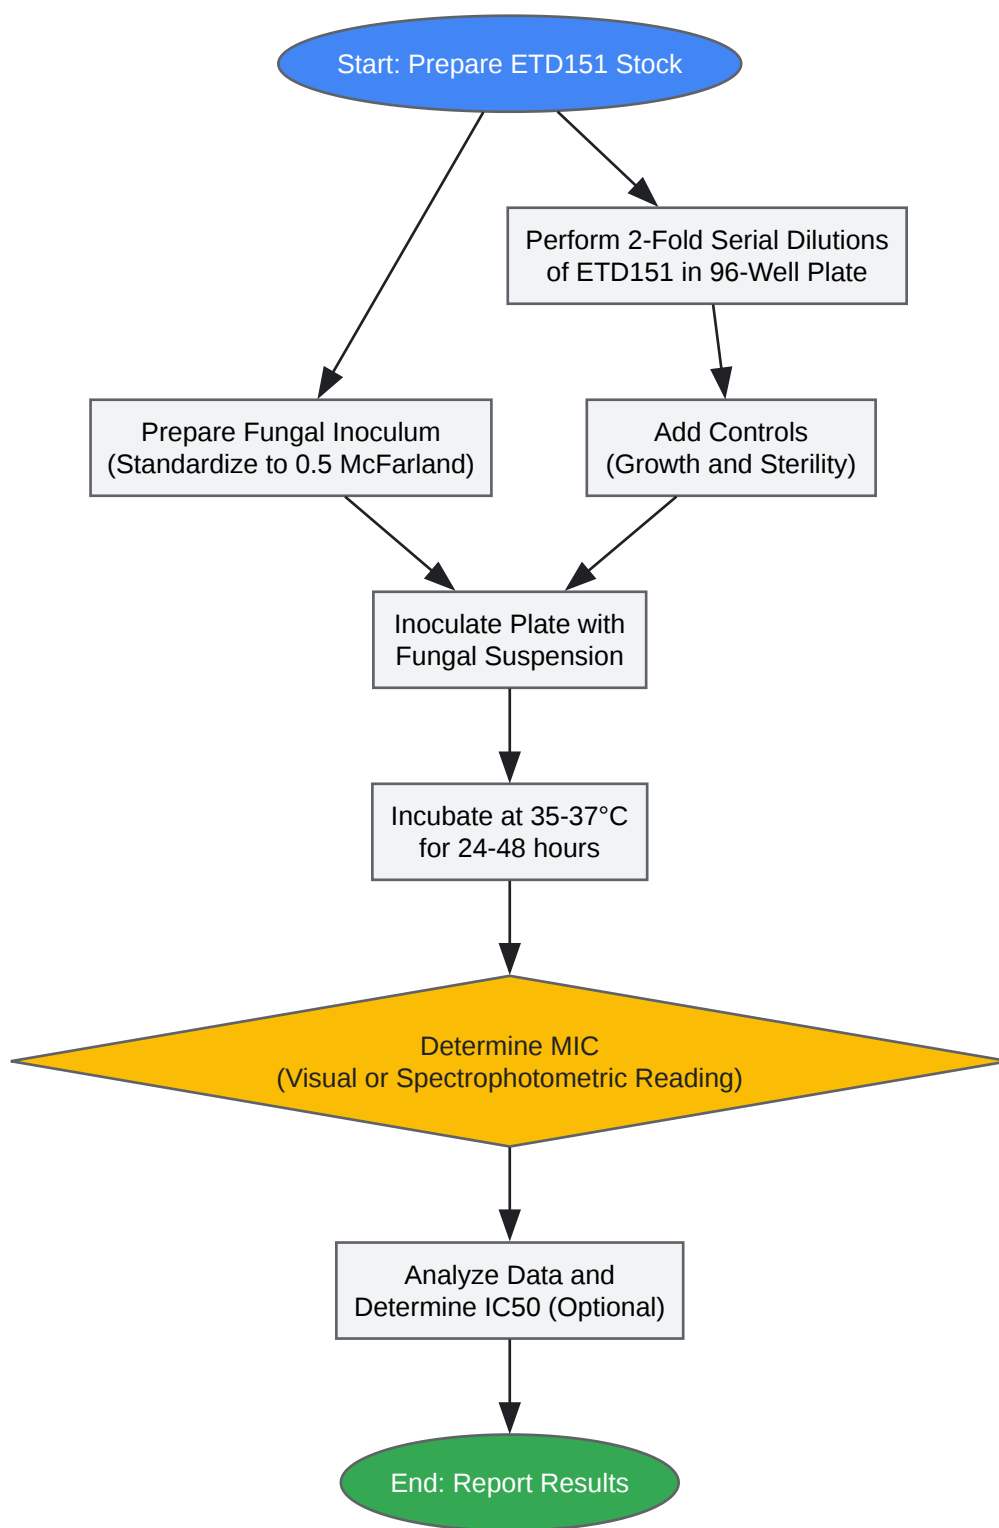 Start: Prepare ETD151 Stock
Perform 2-Fold Serial Dilutions
of ETD151 in 96-Well Plate
Prepare Fungal Inoculum
(Standardize to 0.5 McFarland)
Add Controls
(Growth and Sterility)
Inoculate Plate with
Fungal Suspension
Incubate at 35-37°C
for 24-48 hours
Determine MIC
(Visual or Spectrophotometric Reading)
Analyze Data and
Determine IC50 (Optional)
End: Report Results